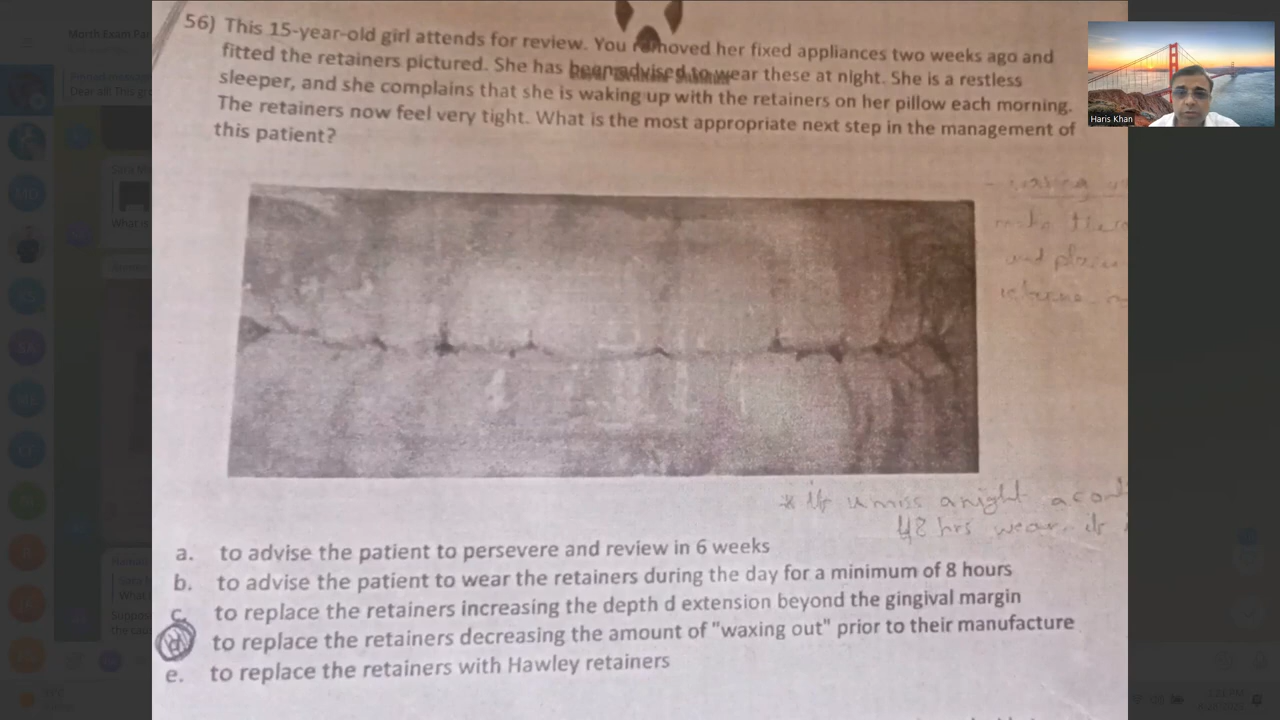 56) This 15-year-old girl attends for review. You removed her fixed appliances two weeks ago and
fitted the retainers pictured. She has been advised to wear these at night. She is a restless
sleeper, and she complains that she is waking up with the retainers on her pillow each morning.
The retainers now feel very tight. What is the most appropriate next step in the management of
this patient?
Haris Khan
* If u miss a night
48 hrs wear
a. to advise the patient to persevere and review in 6 weeks
b. to advise the patient to wear the retainers during the day for a minimum of 8 hours
c. to replace the retainers increasing the depth d extension beyond the gingival margin
d. to replace the retainers decreasing the amount of "waxing out" prior to their manufacture
e. to replace the retainers with Hawley retainers